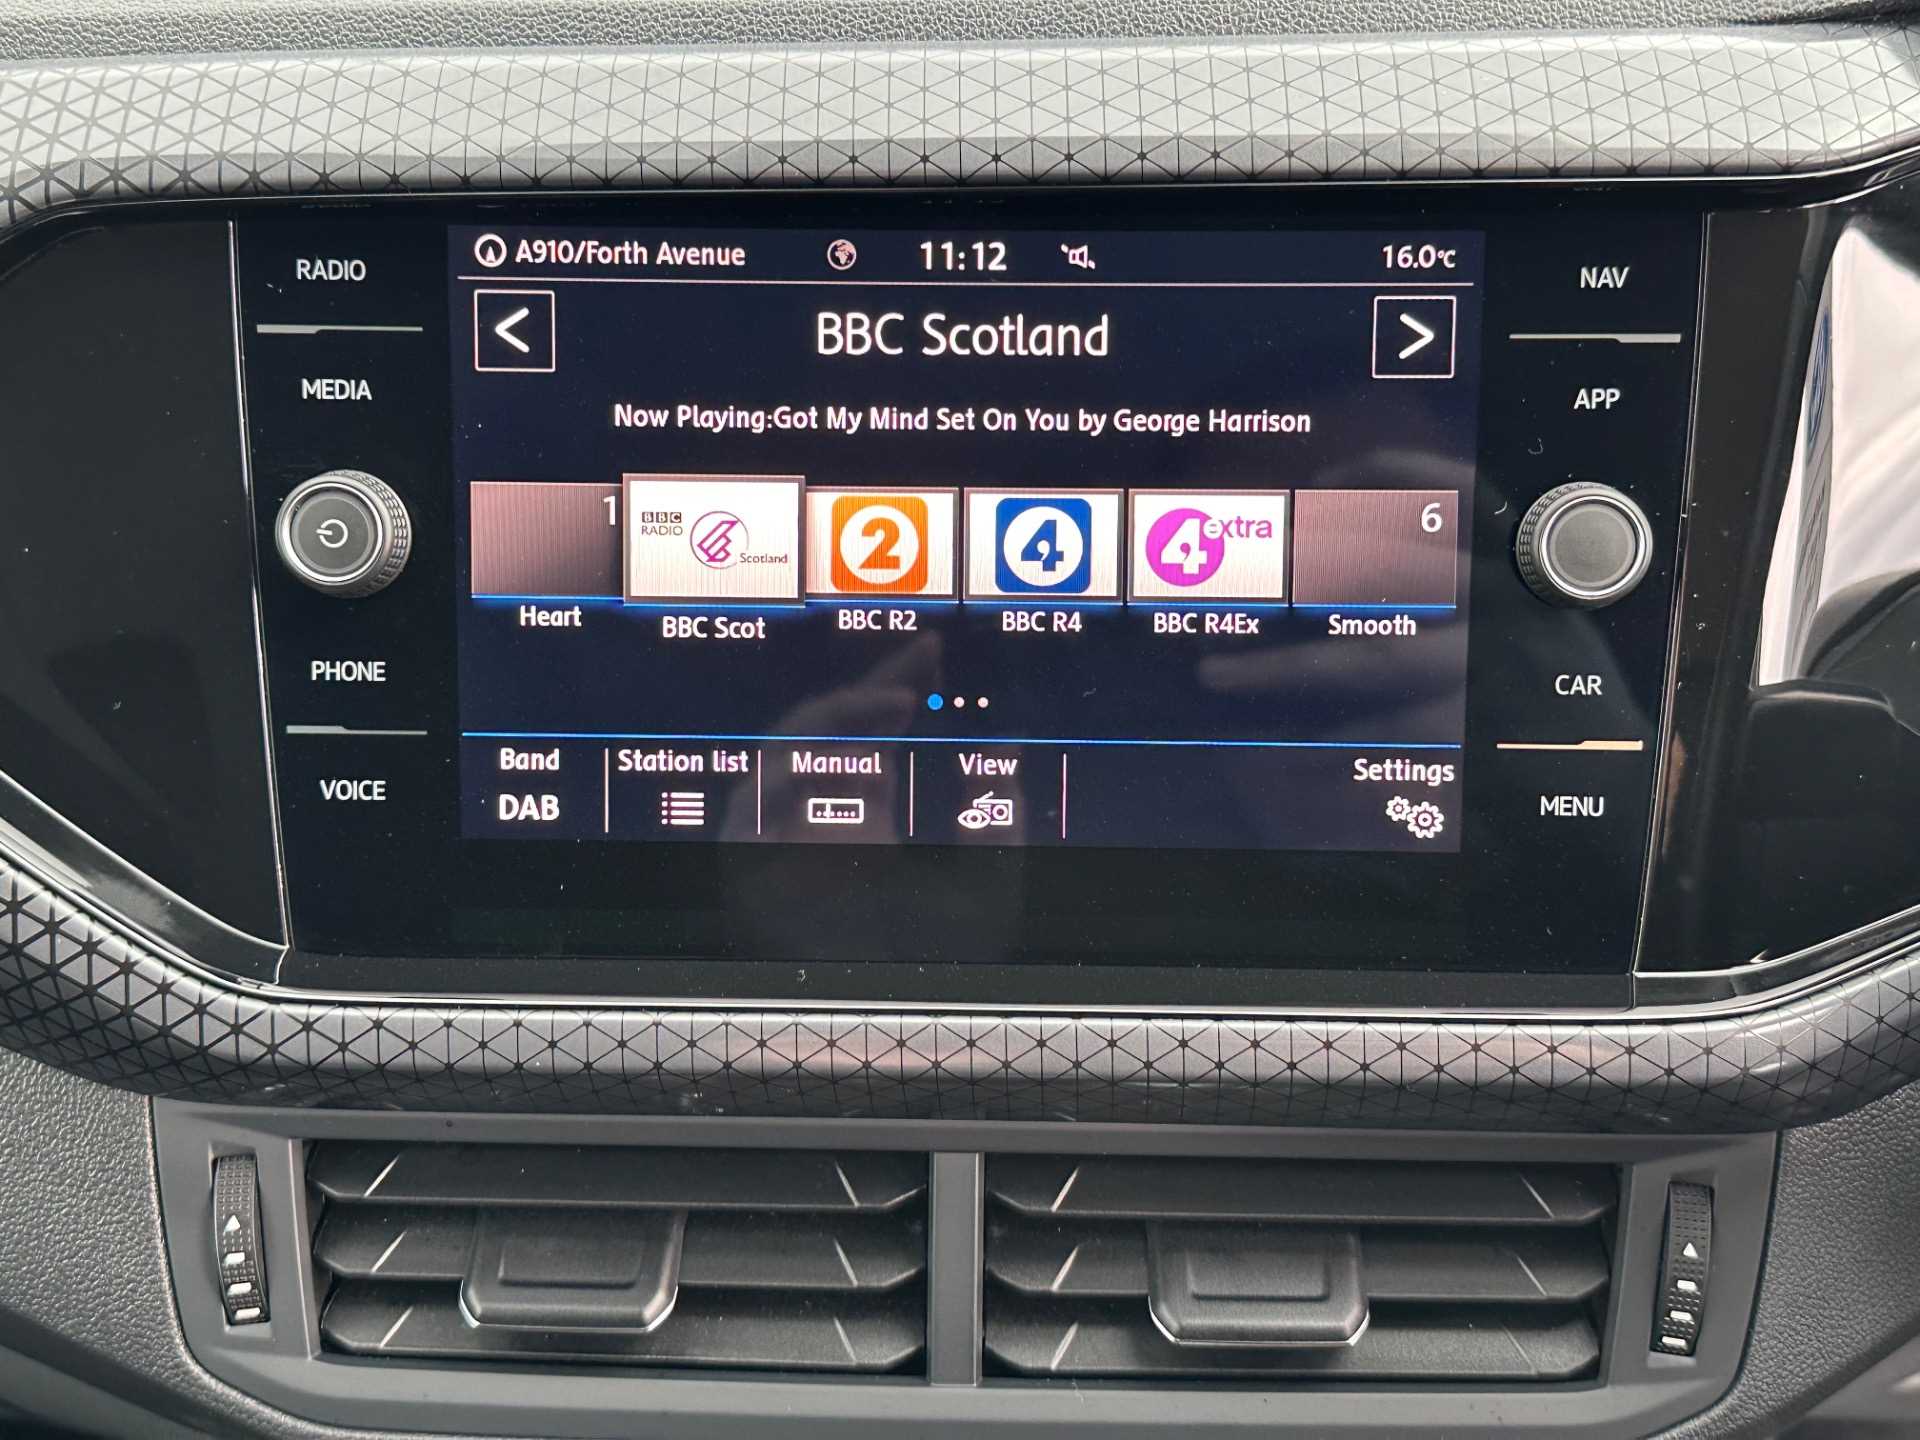 RADIO
MEDIA
PHONE
VOICE
A910/Forth Avenue 11:12 16.0°C
< BBC Scotland >
Now Playing:Got My Mind Set On You by George Harrison
1
BBC
RADIO
Scotland
2
4
4 extra
6
Heart BBC Scot BBC R2 BBC R4 BBC R4Ex Smooth
Band Station list Manual View Settings
DAB
NAV
APP
CAR
MENU